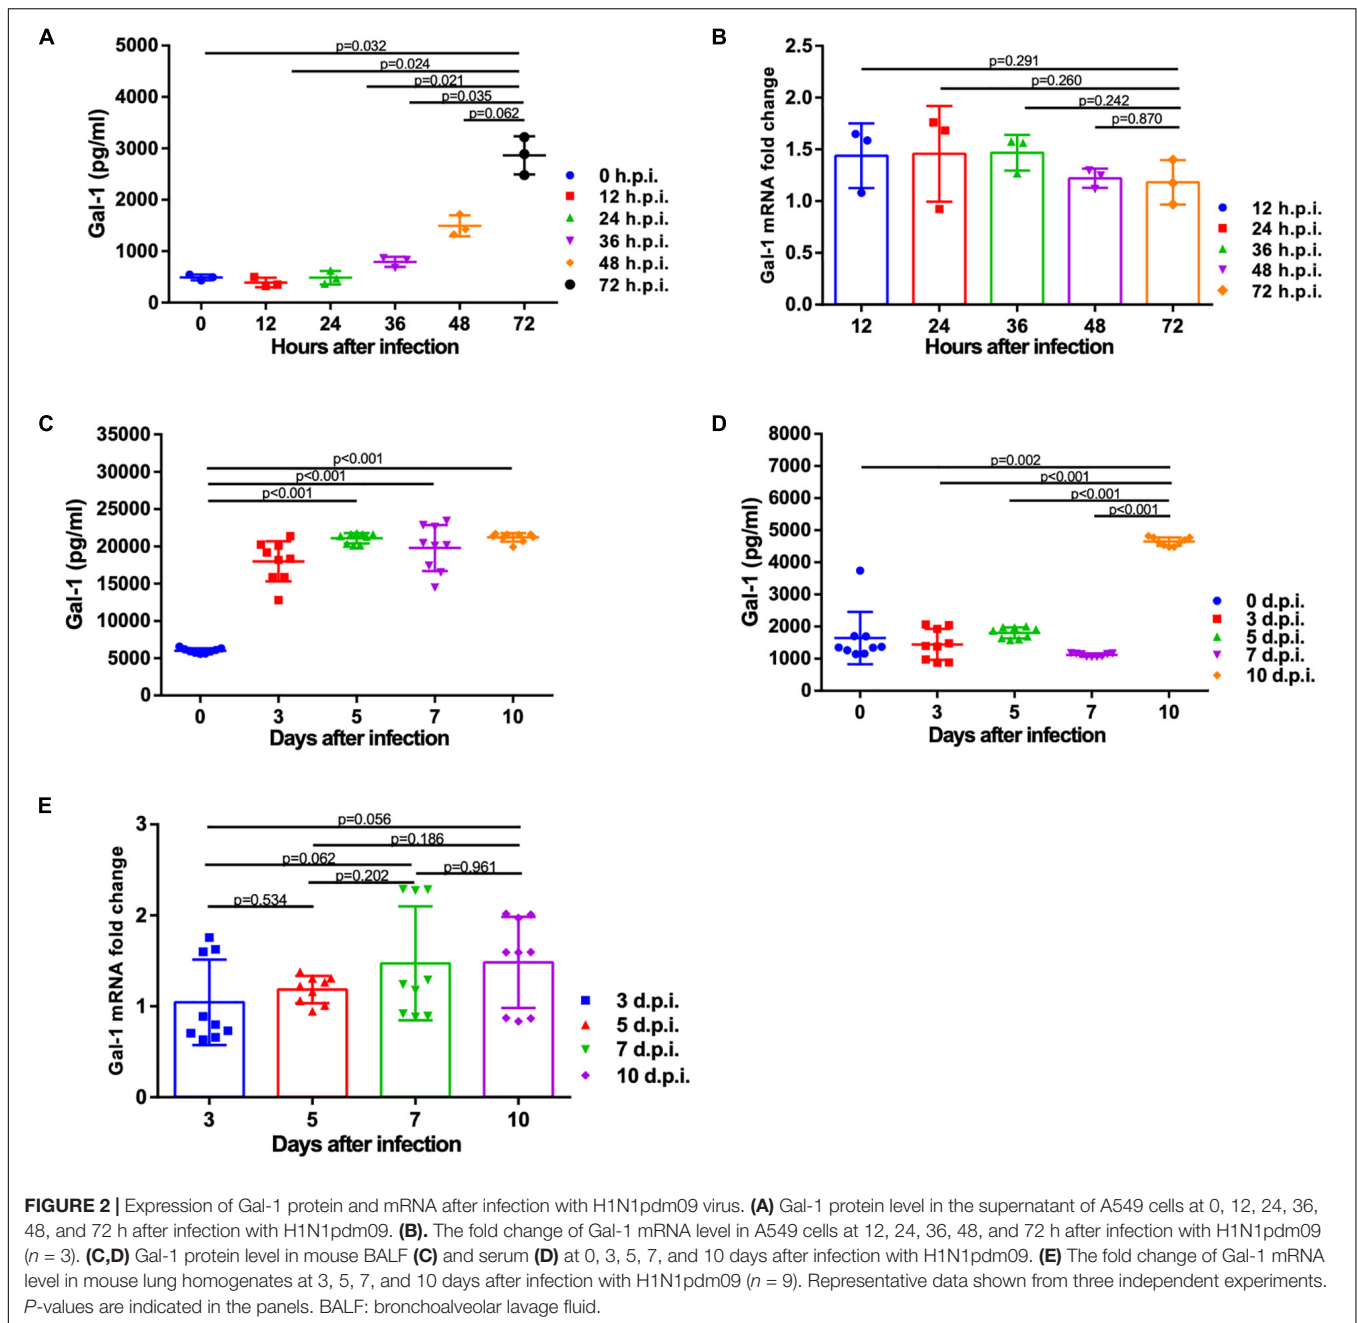 A
5000
4000
3000
2000
1000
0
Gal-1 (pg/ml)
p=0.032
p=0.024
p=0.021
p=0.035
p=0.062
0 12 24 36 48 72
Hours after infection
0 h.p.i.
12 h.p.i.
24 h.p.i.
36 h.p.i.
48 h.p.i.
72 h.p.i.
B
2.5
2.0
1.5
1.0
0.5
0.0
Gal-1 mRNA fold change
p=0.291
p=0.260
p=0.242
p=0.870
12 24 36 48 72
Hours after infection
12 h.p.i.
24 h.p.i.
36 h.p.i.
48 h.p.i.
72 h.p.i.
C
35000
30000
25000
20000
15000
10000
5000
0
Gal-1 (pg/ml)
p<0.001
p<0.001
p<0.001
0 3 5 7 10
Days after infection
D
8000
7000
6000
5000
4000
3000
2000
1000
0
Gal-1 (pg/ml)
p=0.002
p<0.001
p<0.001
p<0.001
0 3 5 7 10
Days after infection
0 d.p.i.
3 d.p.i.
5 d.p.i.
7 d.p.i.
10 d.p.i.
E
3
2
1
0
Gal-1 mRNA fold change
p=0.056
p=0.186
p=0.062
p=0.961
p=0.202
p=0.534
3 5 7 10
Days after infection
3 d.p.i.
5 d.p.i.
7 d.p.i.
10 d.p.i.
FIGURE 2 | Expression of Gal-1 protein and mRNA after infection with H1N1pdm09 virus. (A) Gal-1 protein level in the supernatant of A549 cells at 0, 12, 24, 36,
48, and 72 h after infection with H1N1pdm09. (B). The fold change of Gal-1 mRNA level in A549 cells at 12, 24, 36, 48, and 72 h after infection with H1N1pdm09
(n = 3). (C,D) Gal-1 protein level in mouse BALF (C) and serum (D) at 0, 3, 5, 7, and 10 days after infection with H1N1pdm09. (E) The fold change of Gal-1 mRNA
level in mouse lung homogenates at 3, 5, 7, and 10 days after infection with H1N1pdm09 (n = 9). Representative data shown from three independent experiments.
P-values are indicated in the panels. BALF: bronchoalveolar lavage fluid.